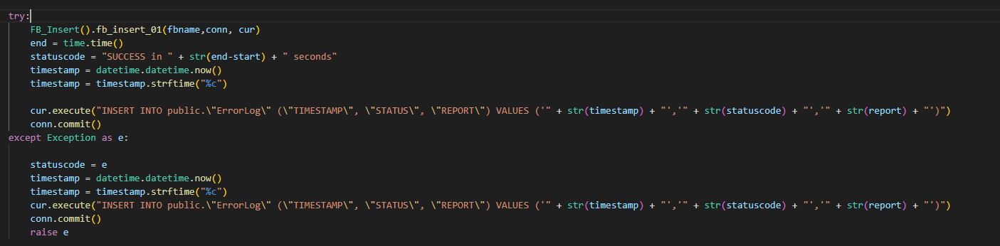 try:
    FB_Insert().fb_insert_01(fbname,conn, cur)
    end = time.time()
    statuscode = "SUCCESS in " + str(end-start) + " seconds"
    timestamp = datetime.datetime.now()
    timestamp = timestamp.strftime("%c")
    cur.execute("INSERT INTO public.\"ErrorLog\" (\"TIMESTAMP\", \"STATUS\", \"REPORT\") VALUES ('" + str(timestamp) + "','" + str(statuscode) + "','" + str(report) + "')")
    conn.commit()
except Exception as e:
    statuscode = e
    timestamp = datetime.datetime.now()
    timestamp = timestamp.strftime("%c")
    cur.execute("INSERT INTO public.\"ErrorLog\" (\"TIMESTAMP\", \"STATUS\", \"REPORT\") VALUES ('" + str(timestamp) + "','" + str(statuscode) + "','" + str(report) + "')")
    conn.commit()
    raise e